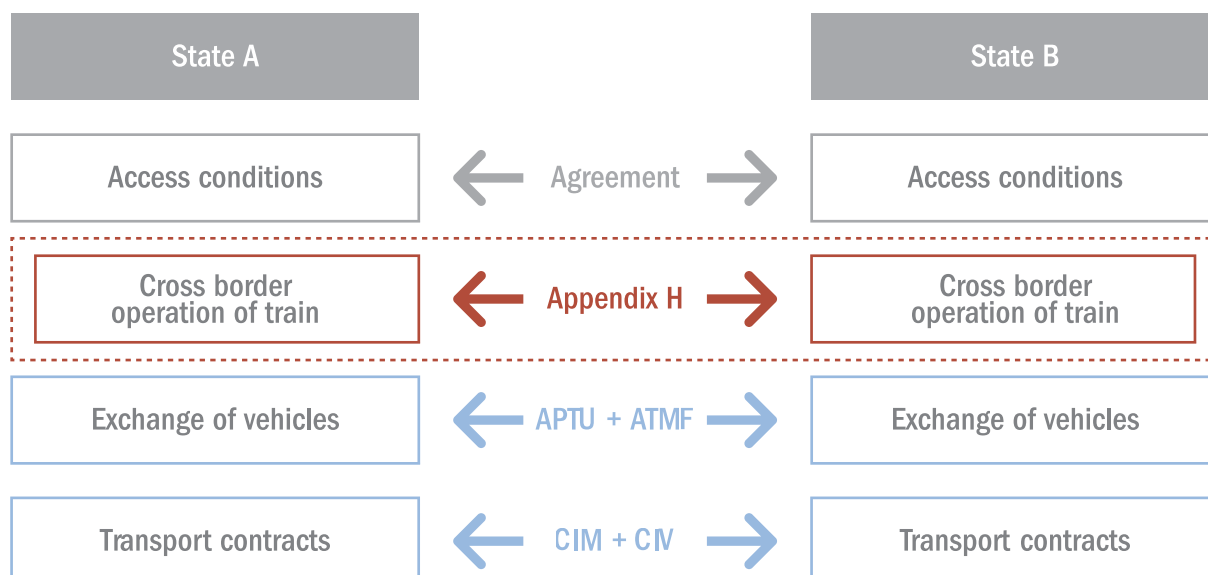 State A
State B
Access conditions
Agreement
Access conditions
Cross border
operation of train
Appendix H
Cross border
operation of train
Exchange of vehicles
APTU + ATMF
Exchange of vehicles
Transport contracts
CIM + CIV
Transport contracts